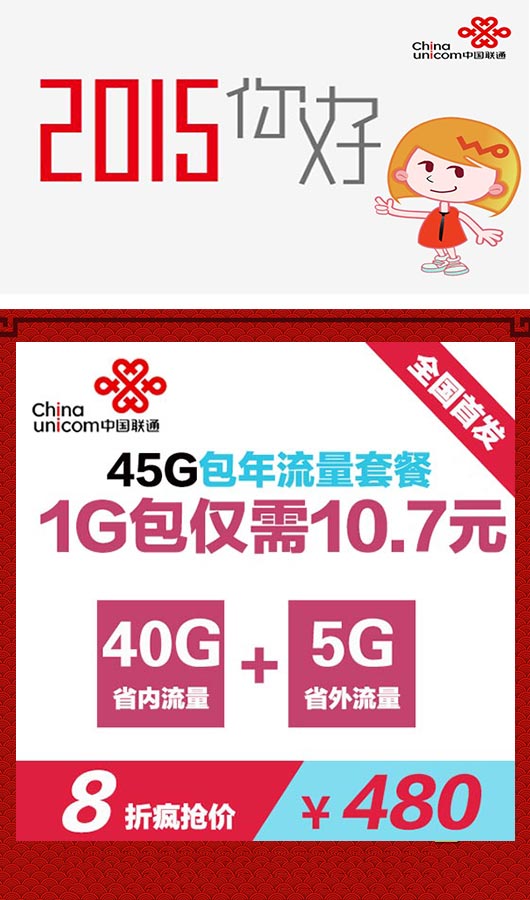 China
unicom中国联通
2015你好
WO
China
unicom中国联通
全国首发
45G包年流量套餐
1G包仅需10.7元
40G + 5G
省内流量 省外流量
8折疯抢价 ￥480